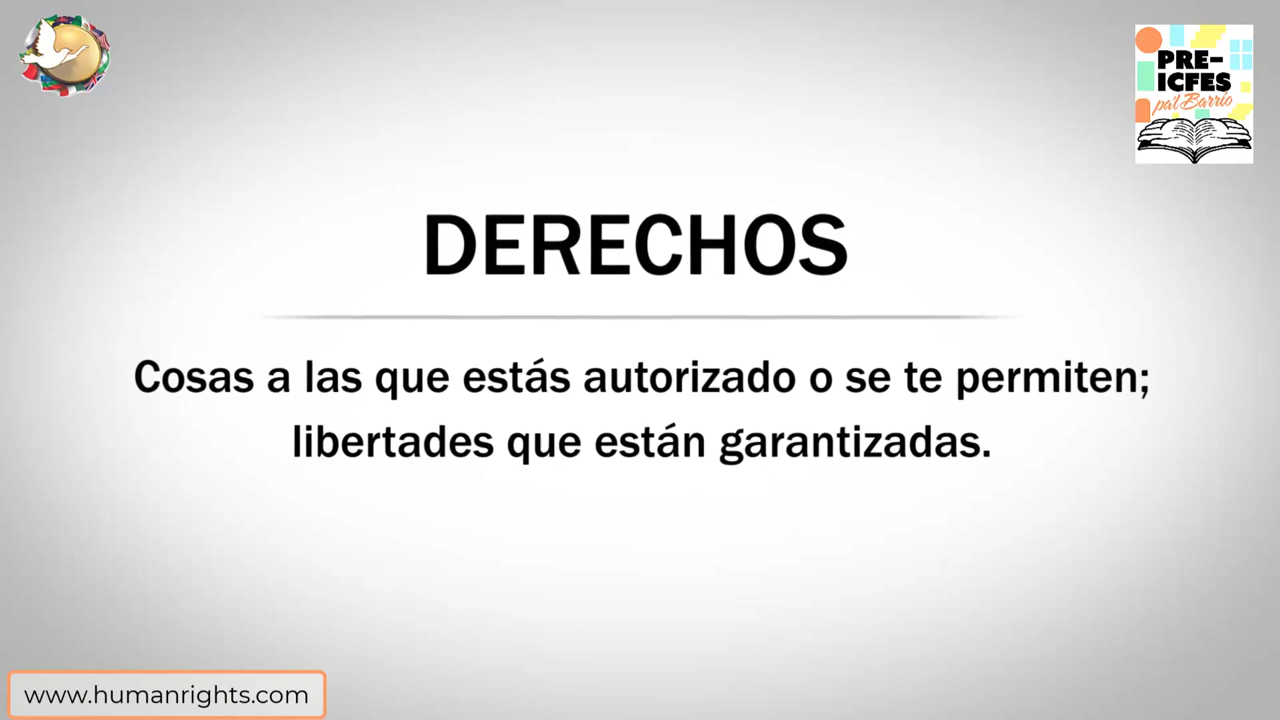 PRE-
ICFES
pa'l Barrio
DERECHOS
Cosas a las que estás autorizado o se te permiten;
libertades que están garantizadas.
www.humanrights.com